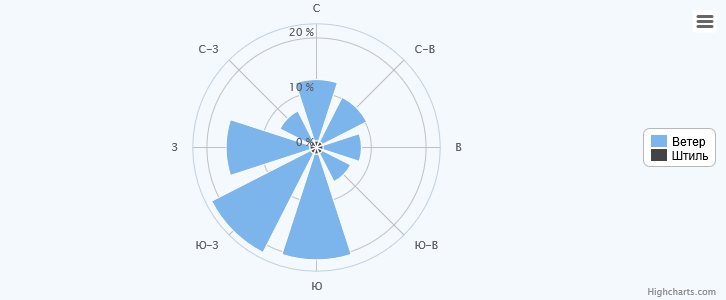 С
20 %
С-З
С-В
10 %
0 %
З
В
Ветер
Штиль
Ю-З
Ю-В
Ю
Highcharts.com